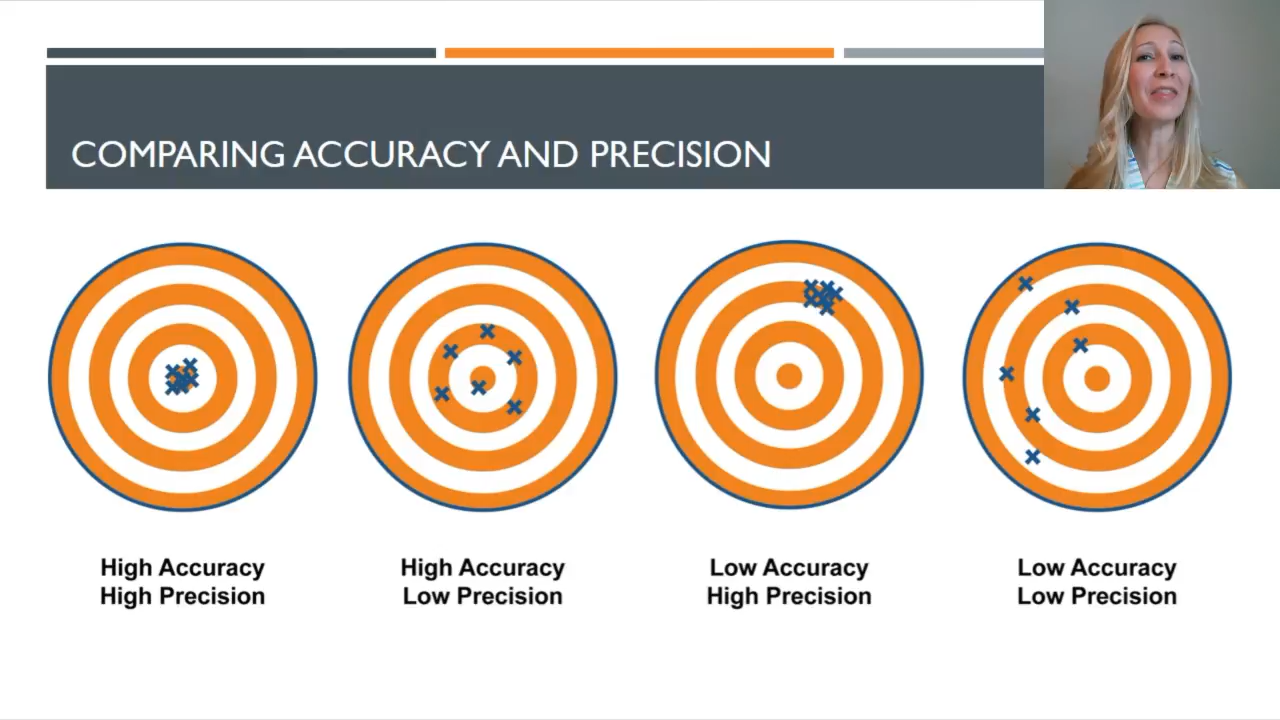 COMPARING ACCURACY AND PRECISION
High Accuracy
High Precision
High Accuracy
Low Precision
Low Accuracy
High Precision
Low Accuracy
Low Precision